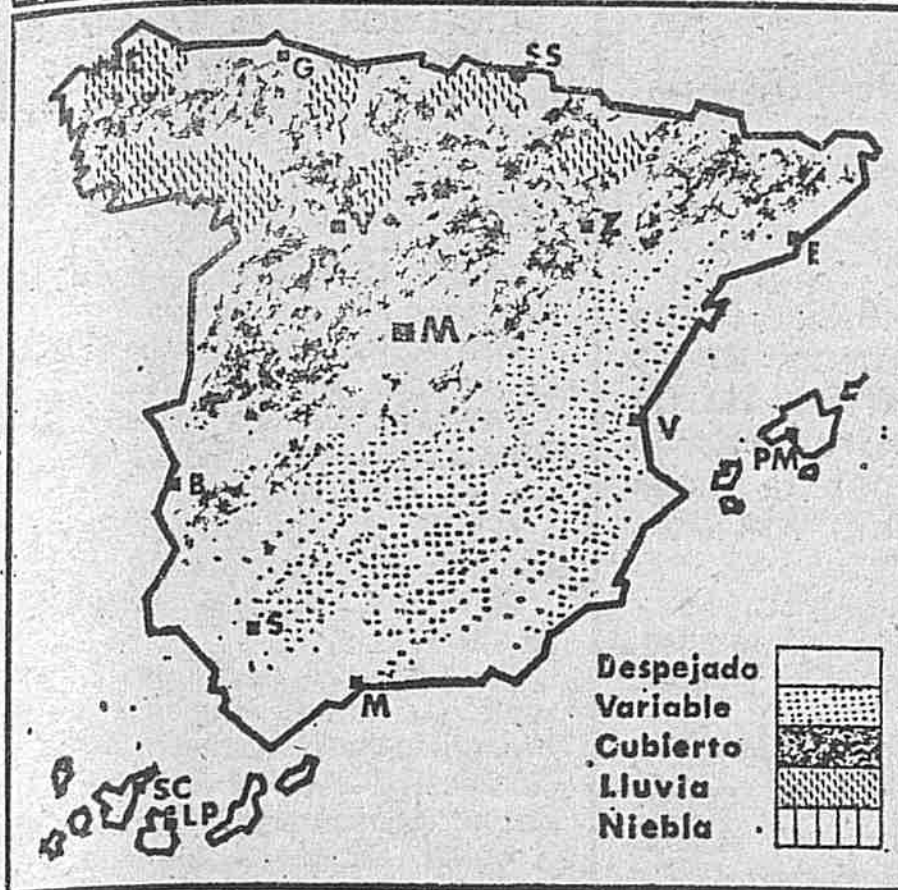 G
SS
V
Z
E
M
V
PM
B
S
M
SC
LP
Despejado
Variable
Cubierto
Lluvia
Niebla